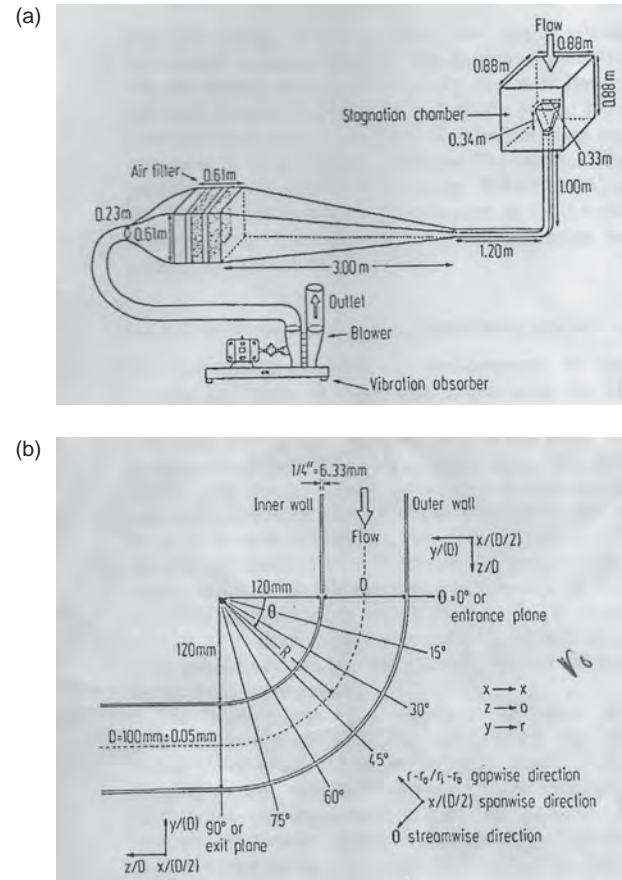 (a)
Flow
0.88m
0.88m
0.88m
Stagnation chamber
0.34m
0.33m
1.00m
Air filter
0.61m
0.23m
0.61m
3.00m
1.20m
Outlet
Blower
Vibration absorber
(b)
1/4"=6.33mm
Inner wall
Outer wall
Flow
y/(D)
x/(D/2)
z/D
120mm
D
θ=0° or
entrance plane
θ
R
120mm
15°
30°
45°
60°
75°
90° or
exit plane
D=100mm±0.05mm
x→x
z→o
y→r
r-r₀/rᵢ-r₀ gapwise direction
x/(D/2) spanwise direction
θ streamwise direction
y/(D)
z/D
x/(D/2)